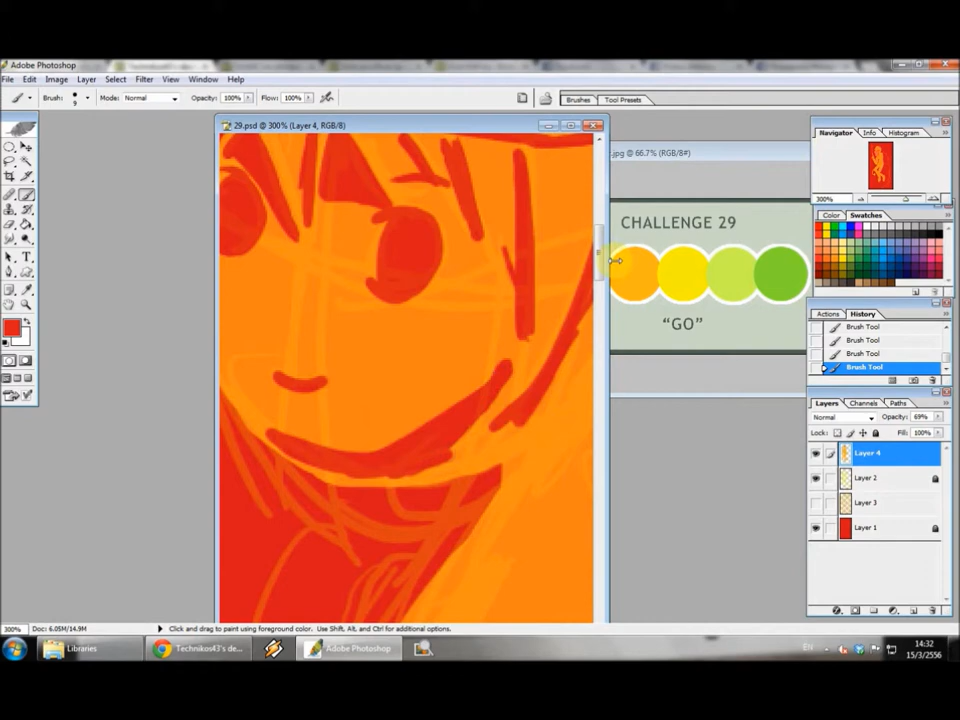 Adobe Photoshop
File Edit Image Layer Select Filter View Window Help
Brush: 9 Mode: Normal Opacity: 100% Flow: 100%
Brushes Tool Presets
29.psd @ 300% (Layer 4, RGB/8)
.jpg @ 66.7% (RGB/8#)
CHALLENGE 29
“GO”
Navigator Info Histogram
300%
Color Swatches
Actions History
Brush Tool
Brush Tool
Brush Tool
Brush Tool
Layers Channels Paths
Normal Opacity: 69%
Lock: Fill: 100%
Layer 4
Layer 2
Layer 3
Layer 1
300% Doc: 6.05M/14.9M Click and drag to paint using foreground color. Use Shift, Alt, and Ctrl for additional options.
Libraries
Technikos43's de...
Adobe Photoshop
EN
14:32
15/3/2556